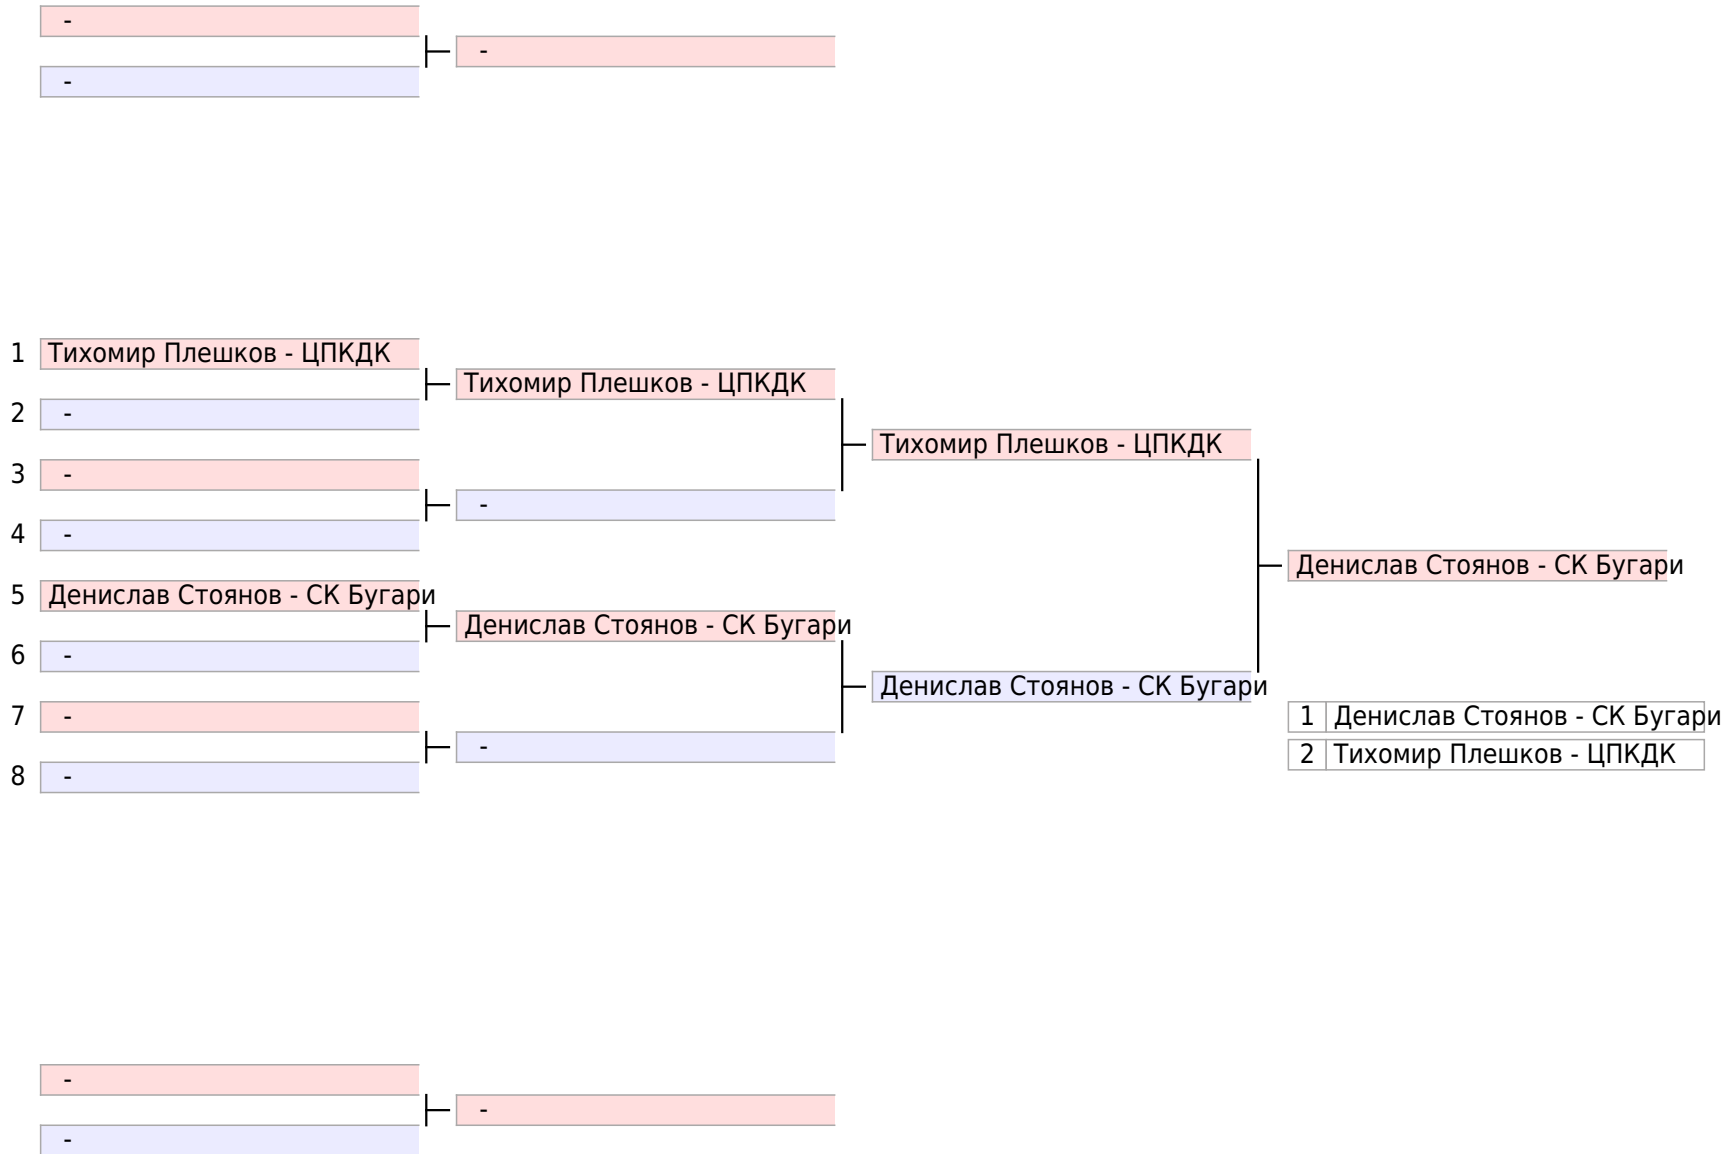 -
-
-
1 Тихомир Плешков - ЦПКДК
Тихомир Плешков - ЦПКДК
2 -
Тихомир Плешков - ЦПКДК
3 -
-
4 -
Денислав Стоянов - СК Бугари
5 Денислав Стоянов - СК Бугари
Денислав Стоянов - СК Бугари
6 -
Денислав Стоянов - СК Бугари
7 -
1 Денислав Стоянов - СК Бугари
-
2 Тихомир Плешков - ЦПКДК
8 -
-
-
-